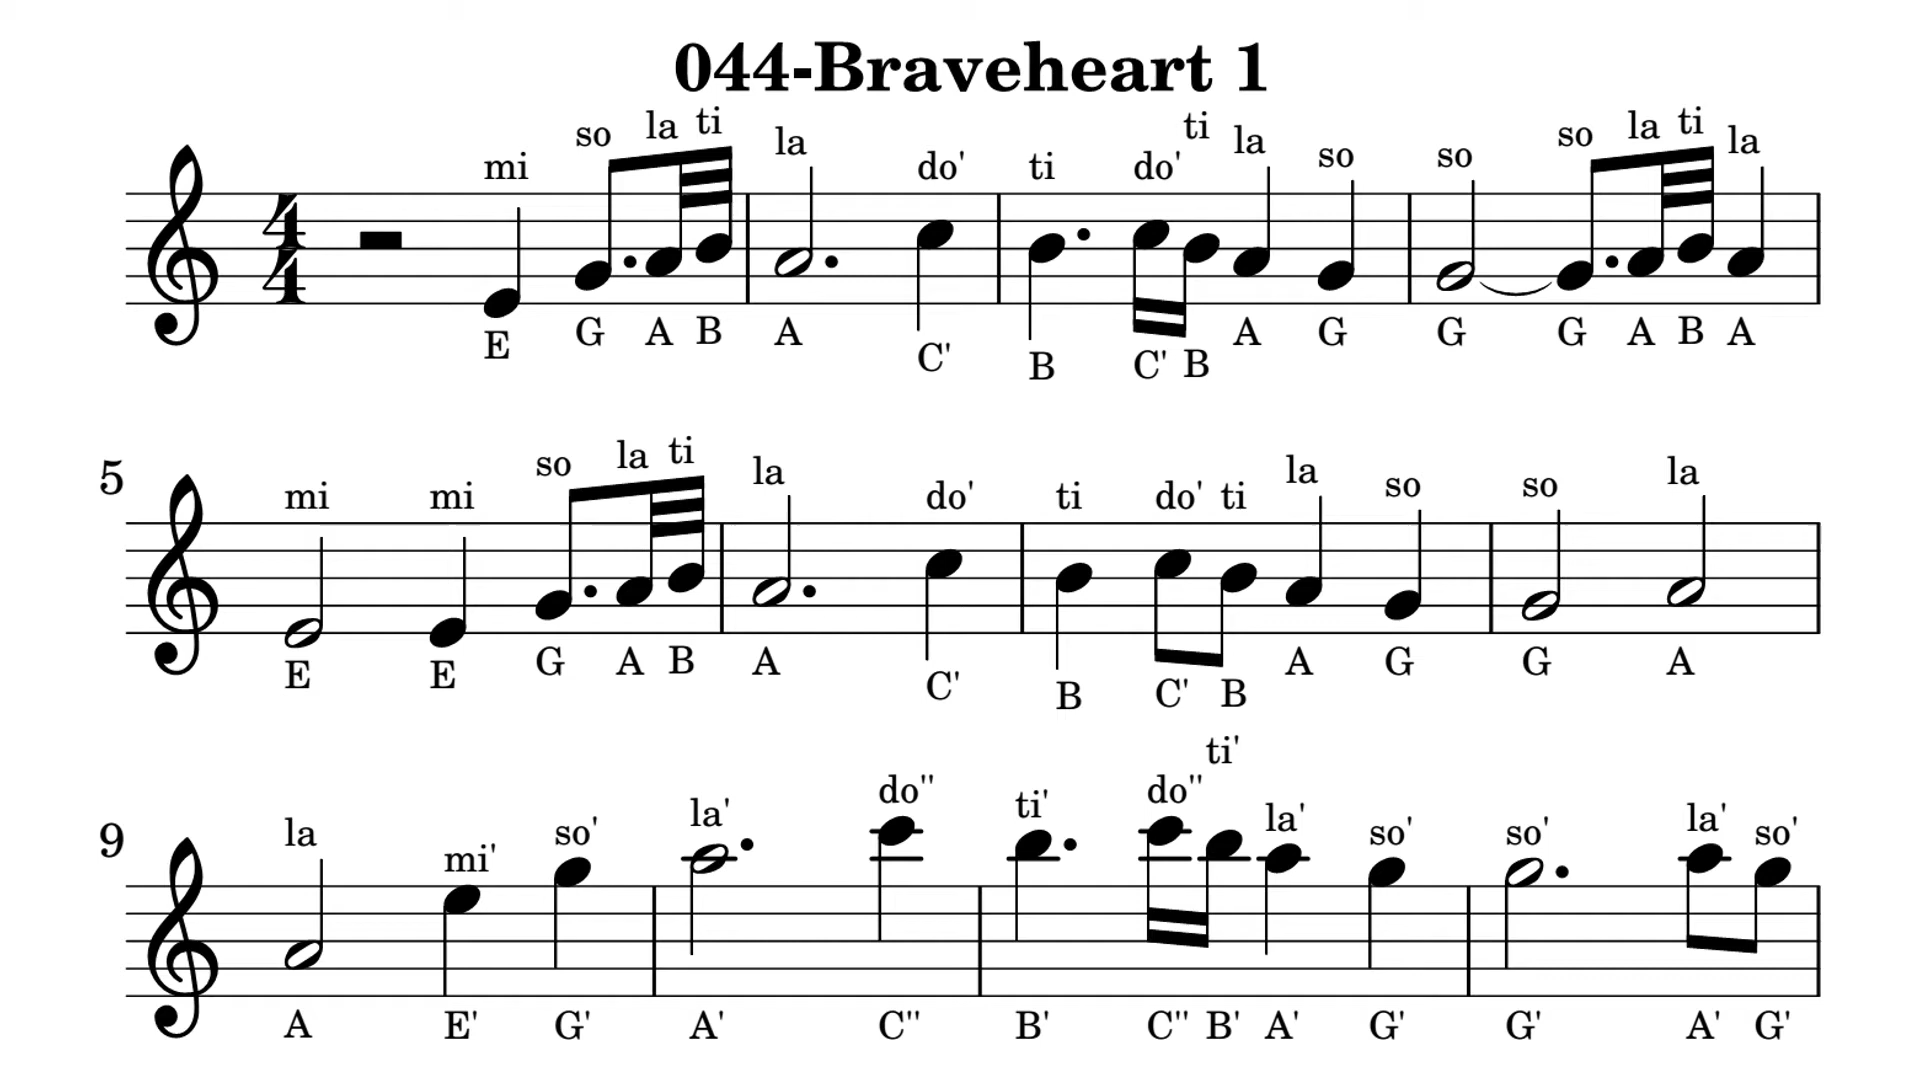 044-Braveheart 1
mi so la ti la do' ti do' ti la so so so la ti la
4
4
E G A B A C' B C' B A G G G A B A
5
mi mi so la ti la do' ti do' ti la so so la
E E G A B A C' B C' B A G G A
9
la mi' so' la' do'' ti' do'' ti' la' so' so' la' so'
A E' G' A' C'' B' C'' B' A' G' G' A' G'